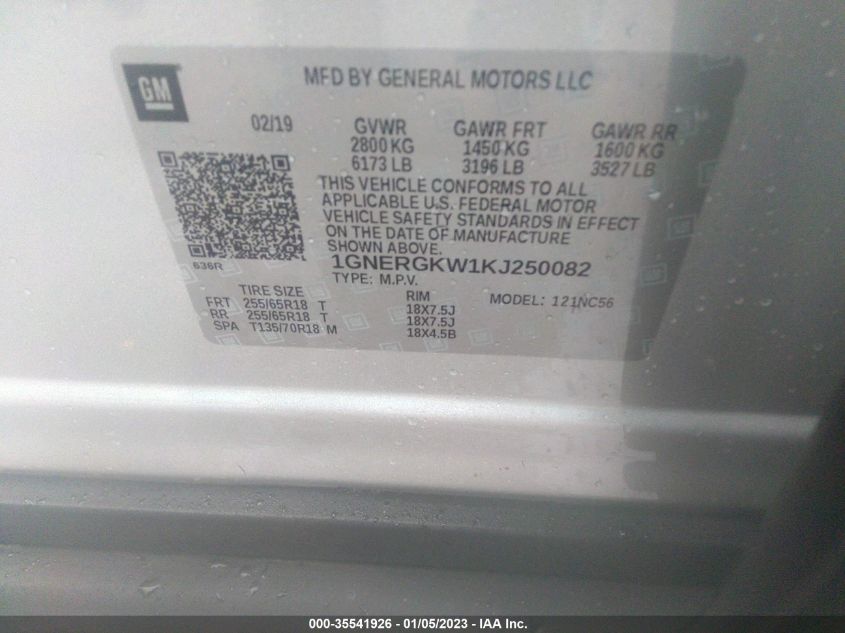 GM
MFD BY GENERAL MOTORS LLC
02/19 GVWR GAWR FRT GAWR RR
2800 KG 1450 KG 1600 KG
6173 LB 3196 LB 3527 LB
THIS VEHICLE CONFORMS TO ALL
APPLICABLE U.S. FEDERAL MOTOR
VEHICLE SAFETY STANDARDS IN EFFECT
ON THE DATE OF MANUFACTURE
SHOWN ABOVE.
636R
1GNERGKW1KJ250082
TYPE: M.P.V.
TIRE SIZE RIM MODEL: 121NC56
FRT 255/65R18 T 18X7.5J
RR 255/65R18 T 18X7.5J
SPA T135/70R18 M 18X4.5B
000-35541926 - 01/05/2023 - IAA Inc.